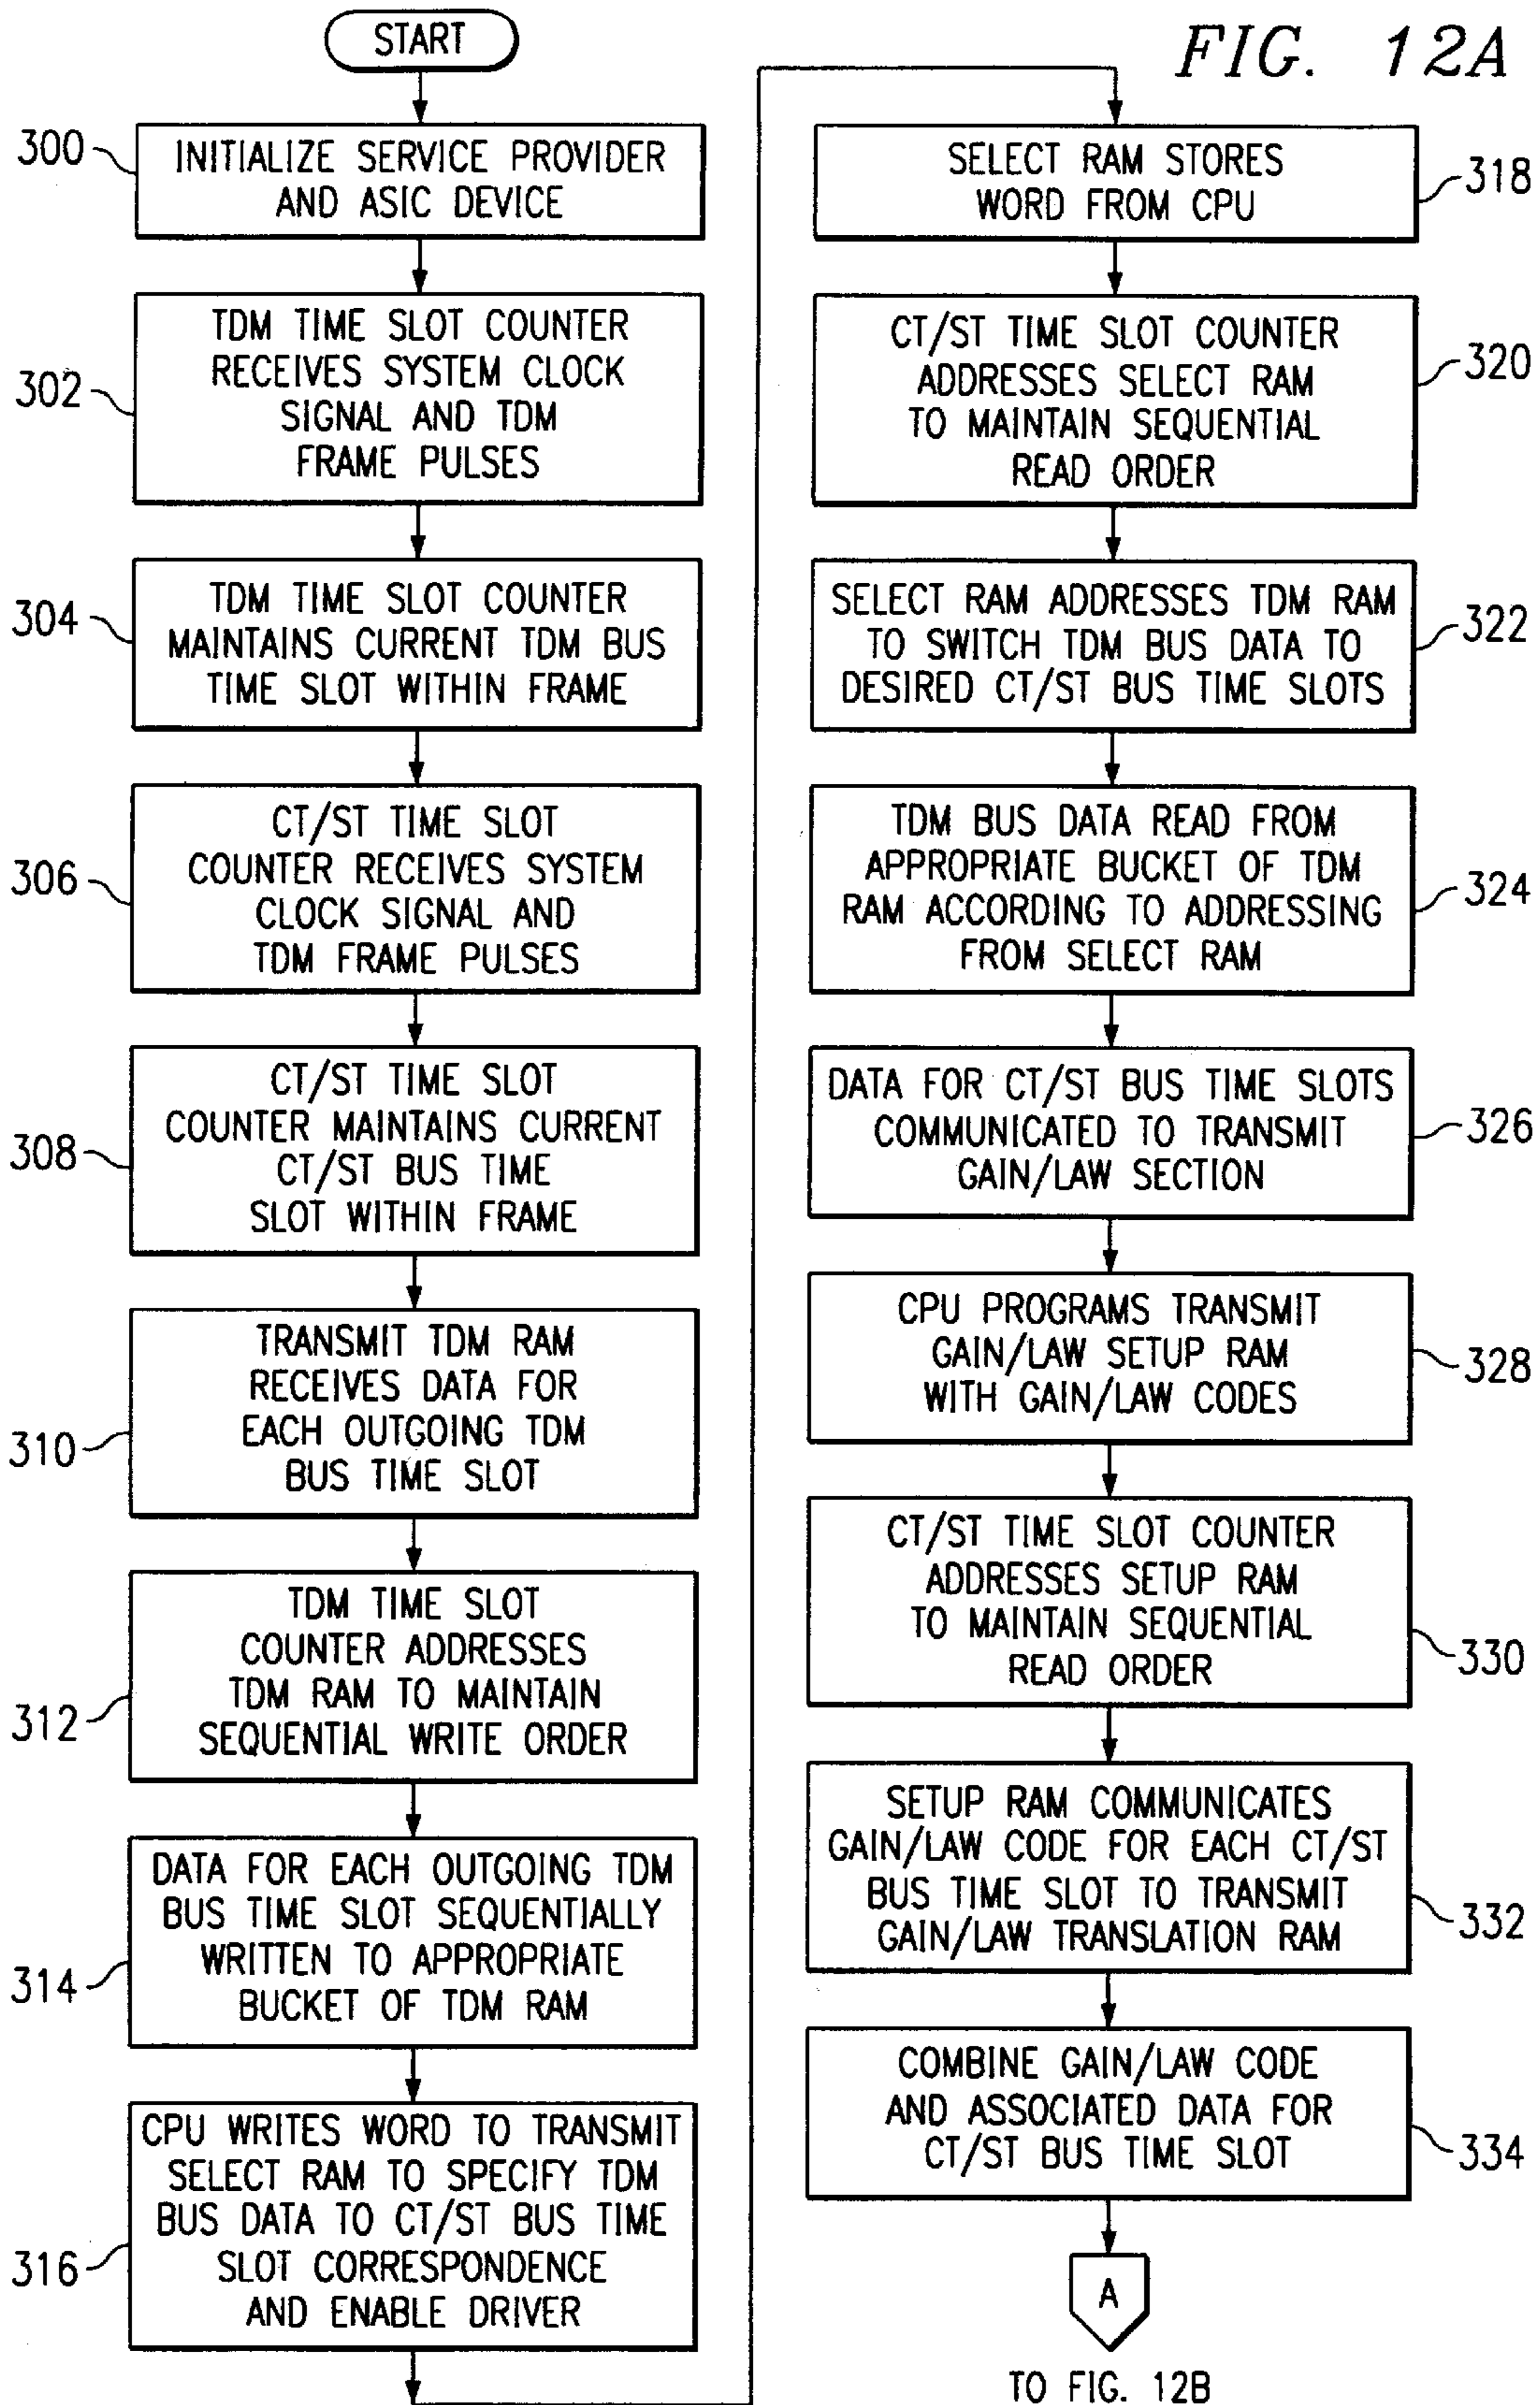 FIG. 12A
START
300
INITIALIZE SERVICE PROVIDER
AND ASIC DEVICE
302
TDM TIME SLOT COUNTER
RECEIVES SYSTEM CLOCK
SIGNAL AND TDM
FRAME PULSES
304
TDM TIME SLOT COUNTER
MAINTAINS CURRENT TDM BUS
TIME SLOT WITHIN FRAME
306
CT/ST TIME SLOT
COUNTER RECEIVES SYSTEM
CLOCK SIGNAL AND
TDM FRAME PULSES
308
CT/ST TIME SLOT
COUNTER MAINTAINS CURRENT
CT/ST BUS TIME
SLOT WITHIN FRAME
310
TRANSMIT TDM RAM
RECEIVES DATA FOR
EACH OUTGOING TDM
BUS TIME SLOT
312
TDM TIME SLOT
COUNTER ADDRESSES
TDM RAM TO MAINTAIN
SEQUENTIAL WRITE ORDER
314
DATA FOR EACH OUTGOING TDM
BUS TIME SLOT SEQUENTIALLY
WRITTEN TO APPROPRIATE
BUCKET OF TDM RAM
316
CPU WRITES WORD TO TRANSMIT
SELECT RAM TO SPECIFY TDM
BUS DATA TO CT/ST BUS TIME
SLOT CORRESPONDENCE
AND ENABLE DRIVER
SELECT RAM STORES
WORD FROM CPU
318
CT/ST TIME SLOT COUNTER
ADDRESSES SELECT RAM
TO MAINTAIN SEQUENTIAL
READ ORDER
320
SELECT RAM ADDRESSES TDM RAM
TO SWITCH TDM BUS DATA TO
DESIRED CT/ST BUS TIME SLOTS
322
TDM BUS DATA READ FROM
APPROPRIATE BUCKET OF TDM
RAM ACCORDING TO ADDRESSING
FROM SELECT RAM
324
DATA FOR CT/ST BUS TIME SLOTS
COMMUNICATED TO TRANSMIT
GAIN/LAW SECTION
326
CPU PROGRAMS TRANSMIT
GAIN/LAW SETUP RAM
WITH GAIN/LAW CODES
328
CT/ST TIME SLOT COUNTER
ADDRESSES SETUP RAM
TO MAINTAIN SEQUENTIAL
READ ORDER
330
SETUP RAM COMMUNICATES
GAIN/LAW CODE FOR EACH CT/ST
BUS TIME SLOT TO TRANSMIT
GAIN/LAW TRANSLATION RAM
332
COMBINE GAIN/LAW CODE
AND ASSOCIATED DATA FOR
CT/ST BUS TIME SLOT
334
A
TO FIG. 12B